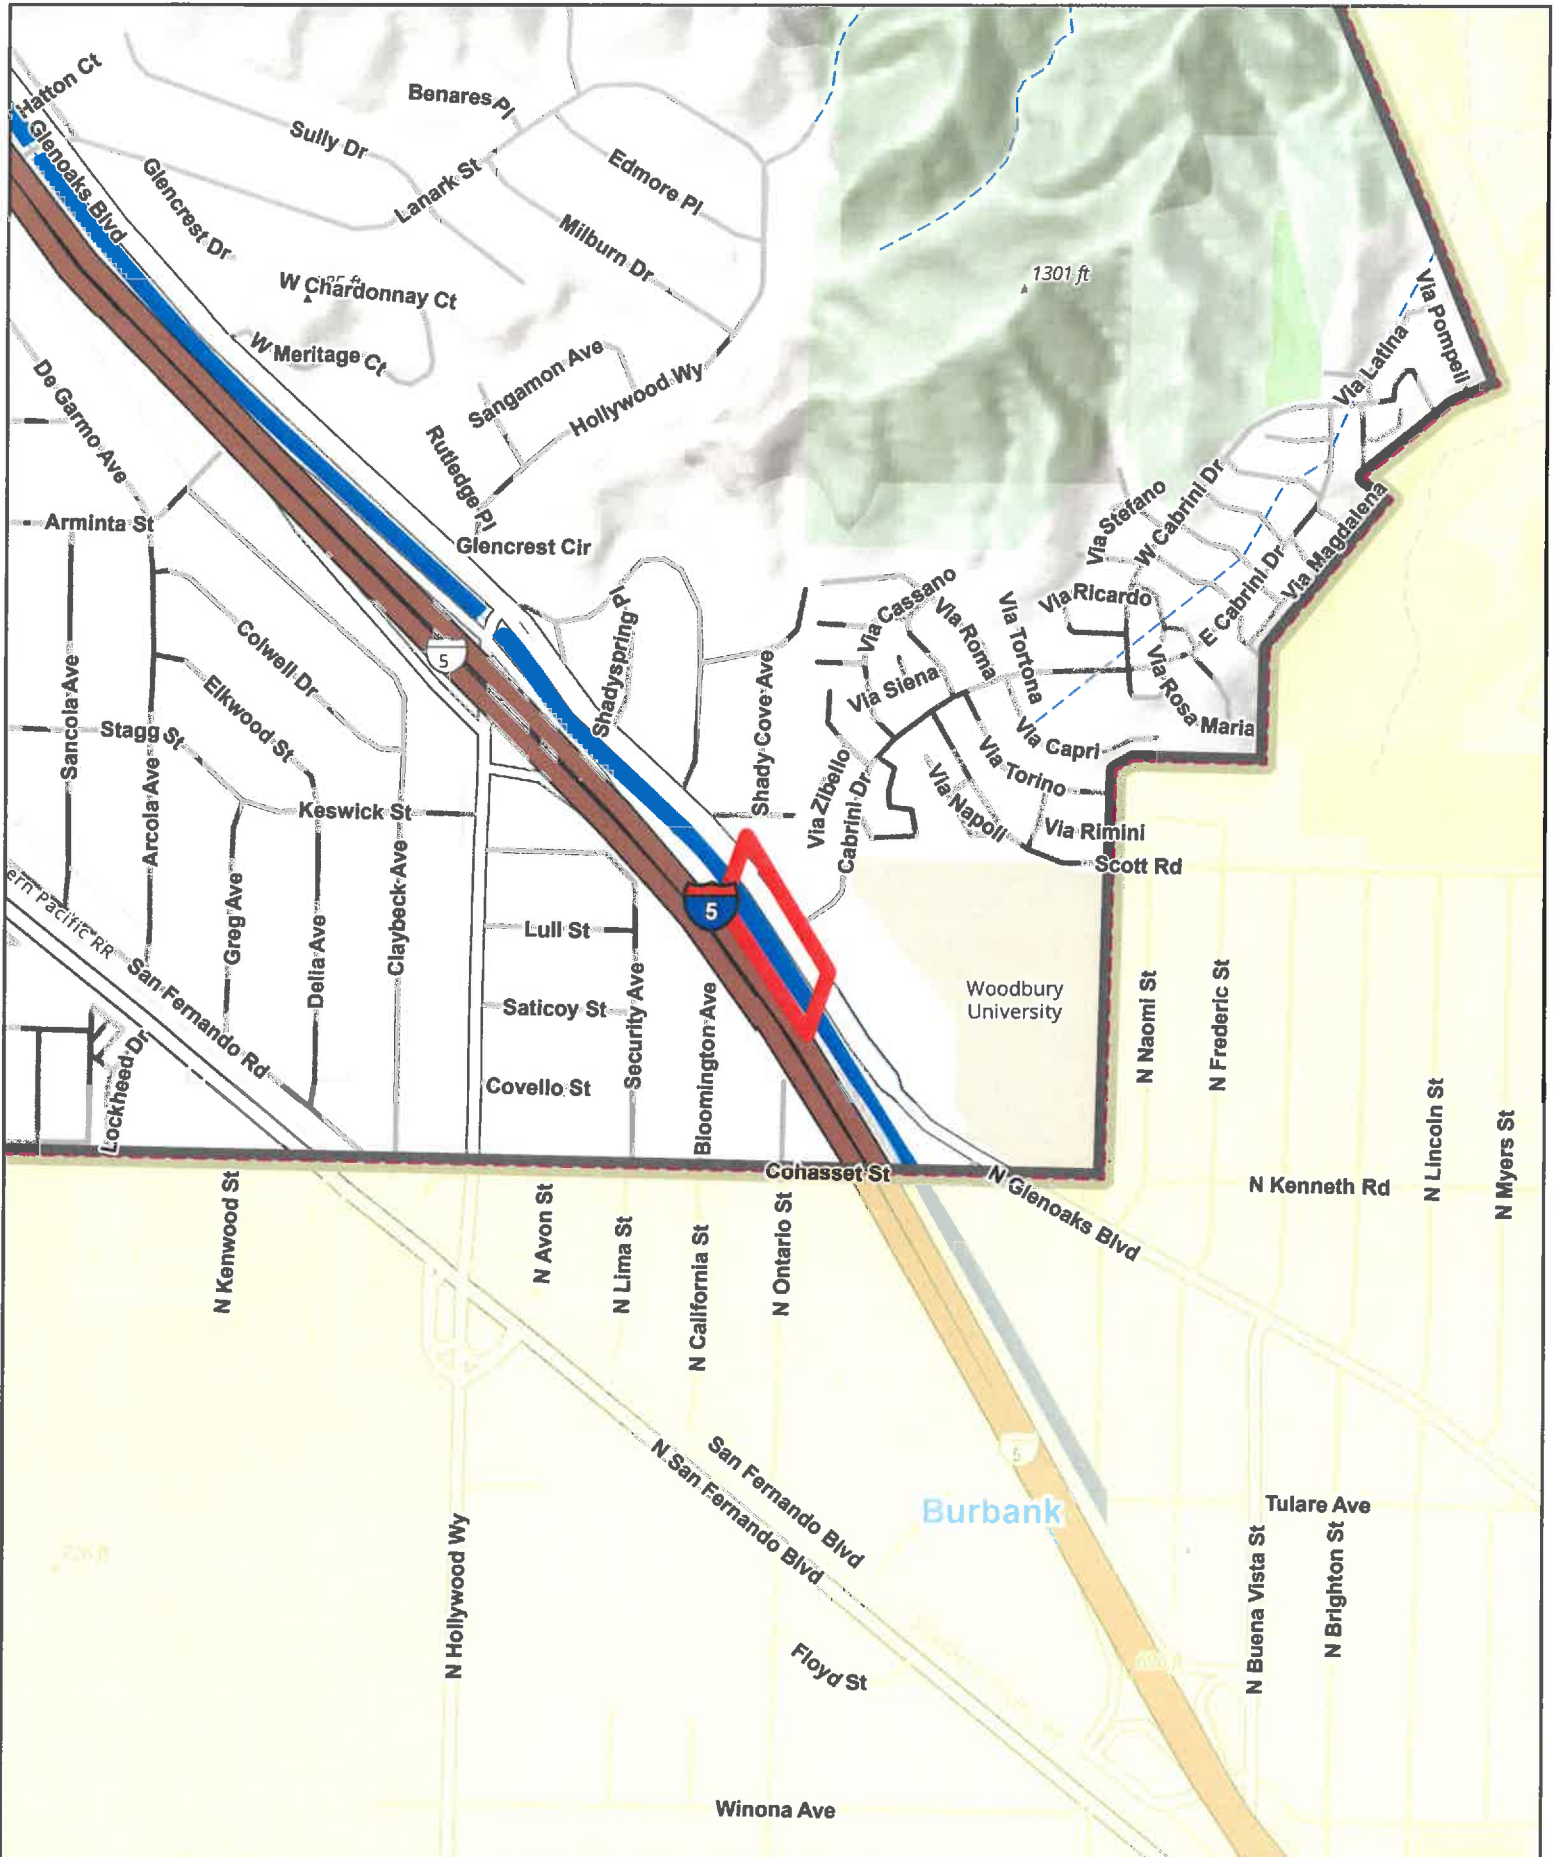 Hatton Ct
Glenoaks Blvd
Benares Pl
Sully Dr
Lanark St
Edmore Pl
Glencrest Dr
Milburn Dr
W Chardonnay Ct
1301 ft
Via Pompeii
W Meritage Ct
Via Latina
De Garmo Ave
Sangamon Ave
Hollywood Wy
Rutledge Pl
Arminta St
Glencrest Cir
Via Stefano
W Cabrini Dr
Via Magdalena
E Cabrini Dr
Via Cassano
Via Ricardo
Via Roma
Via Tortona
Shadyspring Pl
Colwell Dr
5
Sancola Ave
Elkwood St
Shady Cove Ave
Via Siena
Via Rosa Maria
Stagg St
Via Capri
Via Torino
Arcola Ave
Keswick St
Via Zibello
Cabrini Dr
Via Napoli
Via Rimini
Scott Rd
ern Pacific RR
Greg Ave
Delia Ave
Claybeck Ave
5
Lull St
San Fernando Rd
Saticoy St
Security Ave
Bloomington Ave
Woodbury
University
N Naomi St
N Frederic St
Lockheed Dr
Covello St
N Lincoln St
N Myers St
Cohasset St
N Glenoaks Blvd
N Kenneth Rd
N Kenwood St
N Avon St
N Lima St
N California St
N Ontario St
5
San Fernando Blvd
N San Fernando Blvd
Burbank
Tulare Ave
N Hollywood Wy
N Buena Vista St
N Brighton St
Floyd St
Winona Ave